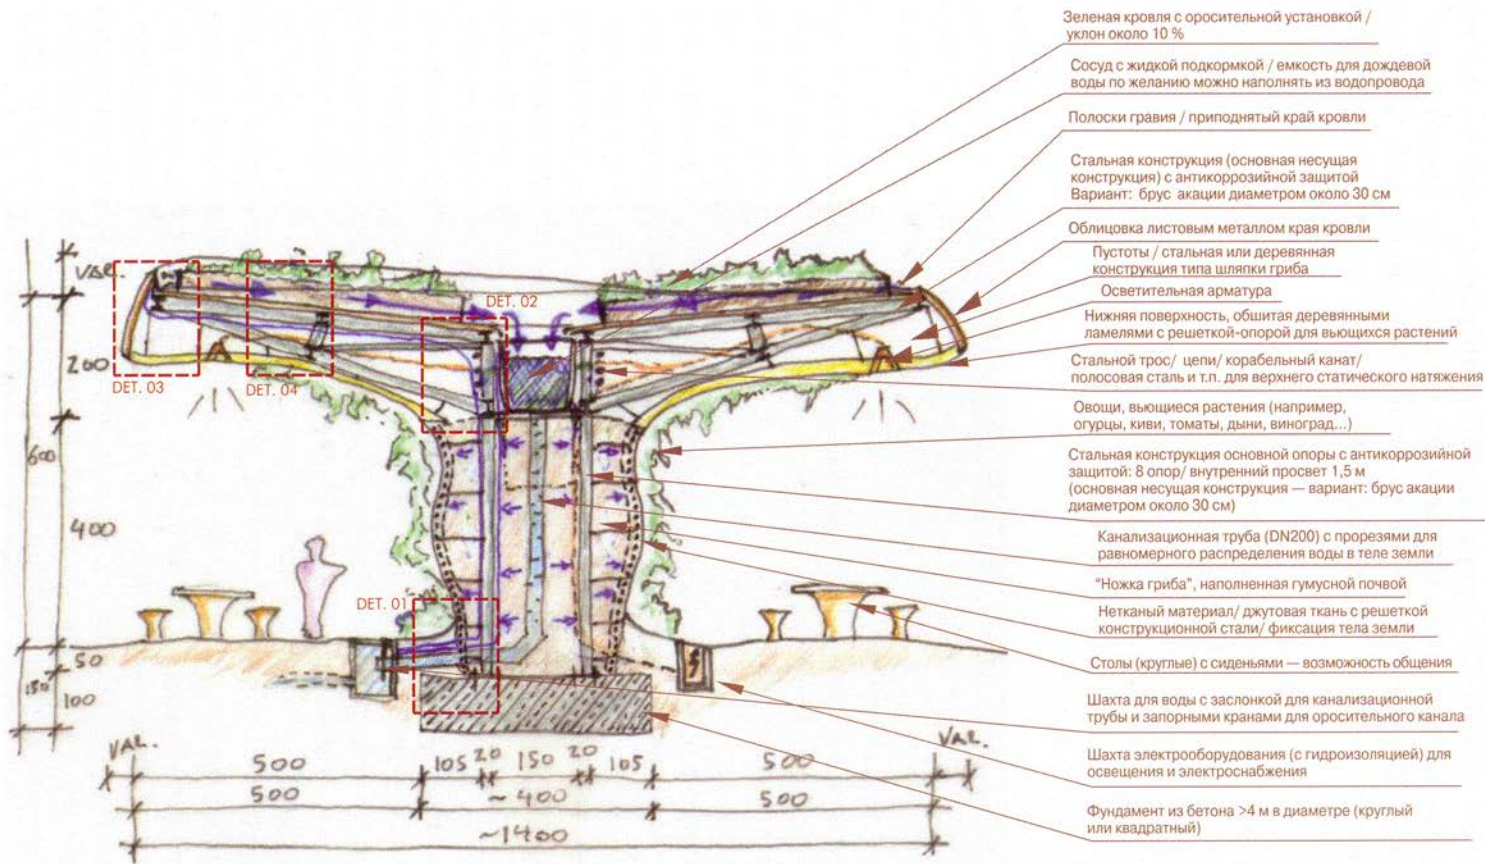 Зеленая кровля с оросительной установкой /
уклон около 10 %
Сосуд с жидкой подкормкой / емкость для дождевой
воды по желанию можно наполнять из водопровода
Полоски гравия / приподнятый край кровли
Стальная конструкция (основная несущая
конструкция) с антикоррозийной защитой
Вариант: брус акации диаметром около 30 см
Облицовка листовым металлом края кровли
Пустоты / стальная или деревянная
конструкция типа шляпки гриба
Осветительная арматура
Нижняя поверхность, обшитая деревянными
ламелями с решеткой-опорой для вьющихся растений
Стальной трос/ цепи/ корабельный канат/
полосовая сталь и т.п. для верхнего статического натяжения
Овощи, вьющиеся растения (например,
огурцы, киви, томаты, дыни, виноград...)
Стальная конструкция основной опоры с антикоррозийной
защитой: 8 опор/ внутренний просвет 1,5 м
(основная несущая конструкция — вариант: брус акации
диаметром около 30 см)
Канализационная труба (DN200) с прорезями для
равномерного распределения воды в теле земли
"Ножка гриба", наполненная гумусной почвой
Нетканый материал/ джутовая ткань с решеткой
конструкционной стали/ фиксация тела земли
Столы (круглые) с сиденьями — возможность общения
Шахта для воды с заслонкой для канализационной
трубы и запорными кранами для оросительного канала
Шахта электрооборудования (с гидроизоляцией) для
освещения и электроснабжения
Фундамент из бетона >4 м в диаметре (круглый
или квадратный)
VAR.
DET. 02
DET. 03
DET. 04
DET. 01
200
600
400
50
150
100
VAR.
500
105
20
150
20
105
500
VAR.
500
~400
500
~1400